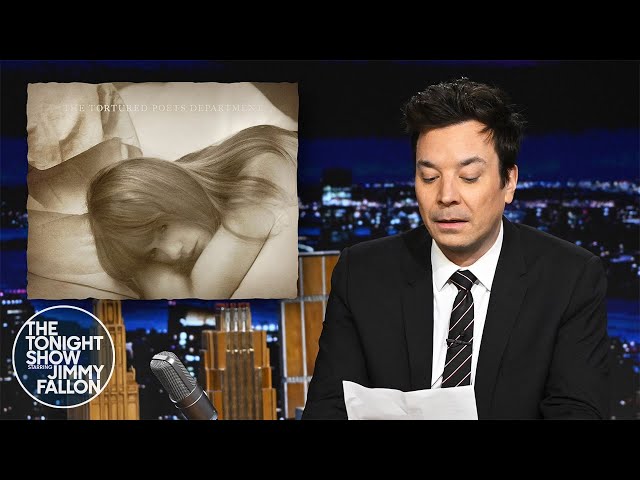 THE TORTURED POETS DEPARTMENT
THE
TONIGHT
SHOW
STARRING
JIMMY
FALLON